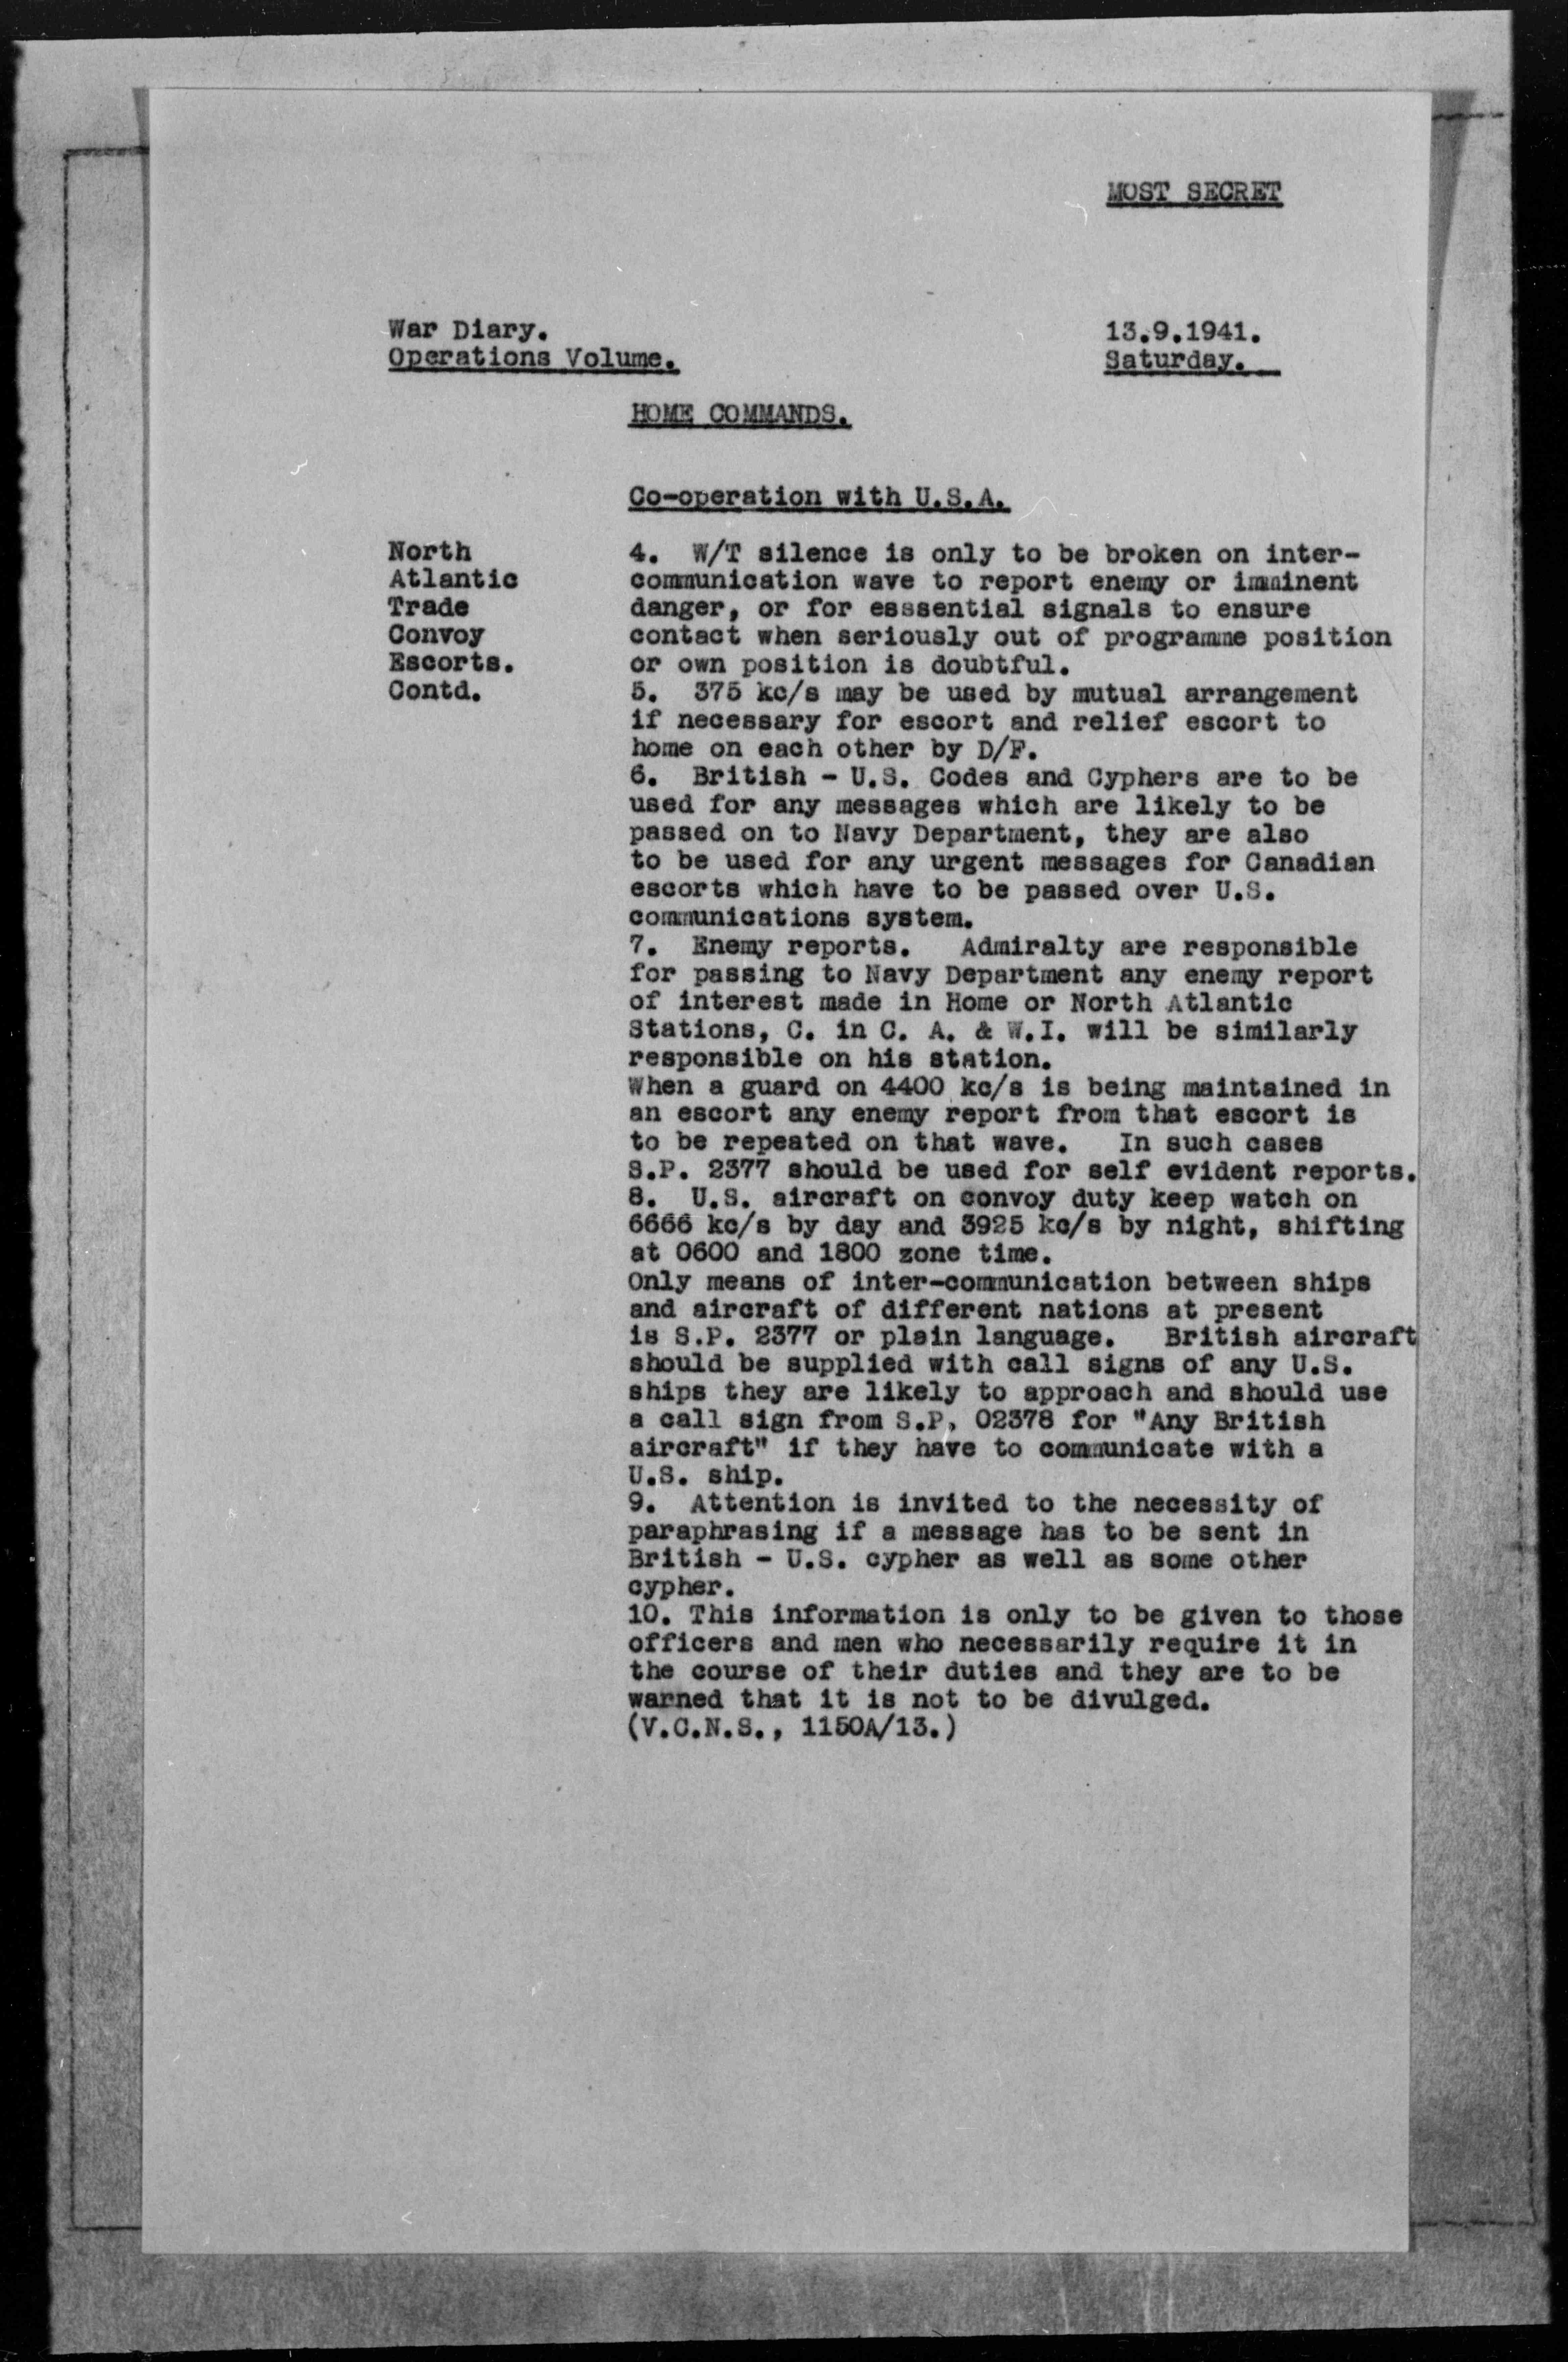 MOST SECRET
War Diary.
Operations Volume.
13.9.1941.
Saturday.
HOME COMMANDS.
Co-operation with U.S.A.
North
Atlantic
Trade
Convoy
Escorts.
Contd.
4. W/T silence is only to be broken on inter-
communication wave to report enemy or imminent
danger, or for esssential signals to ensure
contact when seriously out of programme position
or own position is doubtful.
5. 375 kc/s may be used by mutual arrangement
if necessary for escort and relief escort to
home on each other by D/F.
6. British - U.S. Codes and Cyphers are to be
used for any messages which are likely to be
passed on to Navy Department, they are also
to be used for any urgent messages for Canadian
escorts which have to be passed over U.S.
communications system.
7. Enemy reports. Admiralty are responsible
for passing to Navy Department any enemy report
of interest made in Home or North Atlantic
Stations, C. in C. A. & W.I. will be similarly
responsible on his station.
When a guard on 4400 kc/s is being maintained in
an escort any enemy report from that escort is
to be repeated on that wave. In such cases
S.P. 2377 should be used for self evident reports.
8. U.S. aircraft on convoy duty keep watch on
6666 kc/s by day and 3925 kc/s by night, shifting
at 0600 and 1800 zone time.
Only means of inter-communication between ships
and aircraft of different nations at present
is S.P. 2377 or plain language. British aircraft
should be supplied with call signs of any U.S.
ships they are likely to approach and should use
a call sign from S.P. 02378 for "Any British
aircraft" if they have to communicate with a
U.S. ship.
9. Attention is invited to the necessity of
paraphrasing if a message has to be sent in
British - U.S. cypher as well as some other
cypher.
10. This information is only to be given to those
officers and men who necessarily require it in
the course of their duties and they are to be
warned that it is not to be divulged.
(V.C.N.S., 1150A/13.)